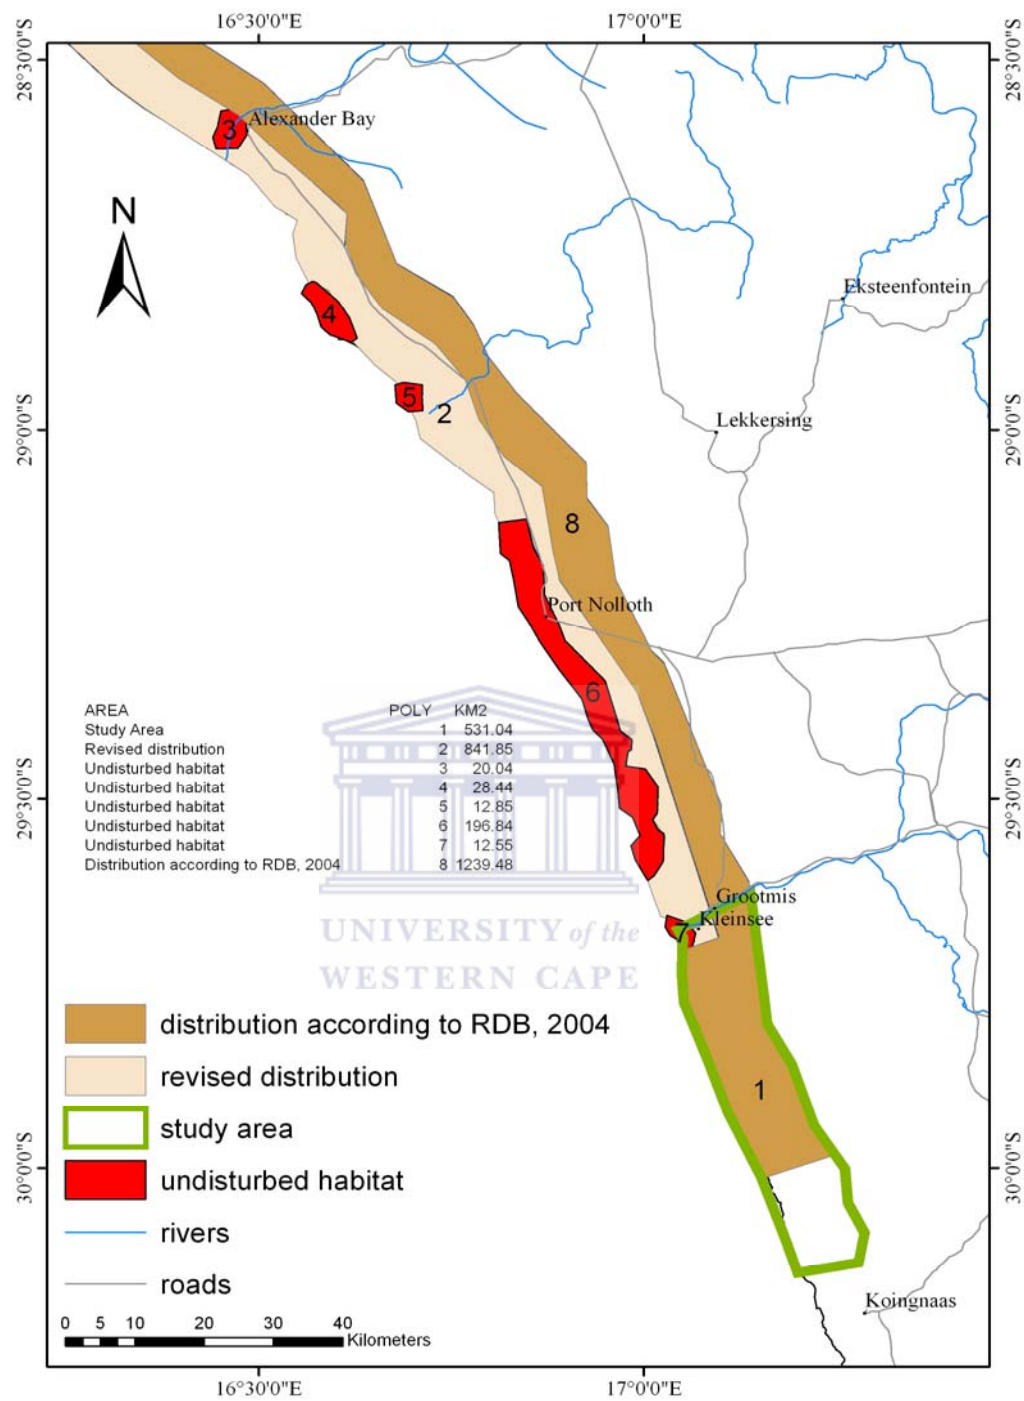 16°30'0"E 17°0'0"E
28°30'0"S 28°30'0"S
3 Alexander Bay
N
4
Eksteenfontein
5
2
29°0'0"S 29°0'0"S
Lekkersing
8
Port Nolloth
6
AREA POLY KM2
Study Area 1 531.04
Revised distribution 2 841.85
Undisturbed habitat 3 20.04
Undisturbed habitat 4 28.44
Undisturbed habitat 5 12.85
Undisturbed habitat 6 196.84
Undisturbed habitat 7 12.55
Distribution according to RDB, 2004 8 1239.48
29°30'0"S 29°30'0"S
Grootmis
7 Kleinsee
UNIVERSITY of the
WESTERN CAPE
distribution according to RDB, 2004
revised distribution
1
study area
undisturbed habitat
30°0'0"S 30°0'0"S
rivers
roads
Koingnaas
0 5 10 20 30 40
Kilometers
16°30'0"E 17°0'0"E